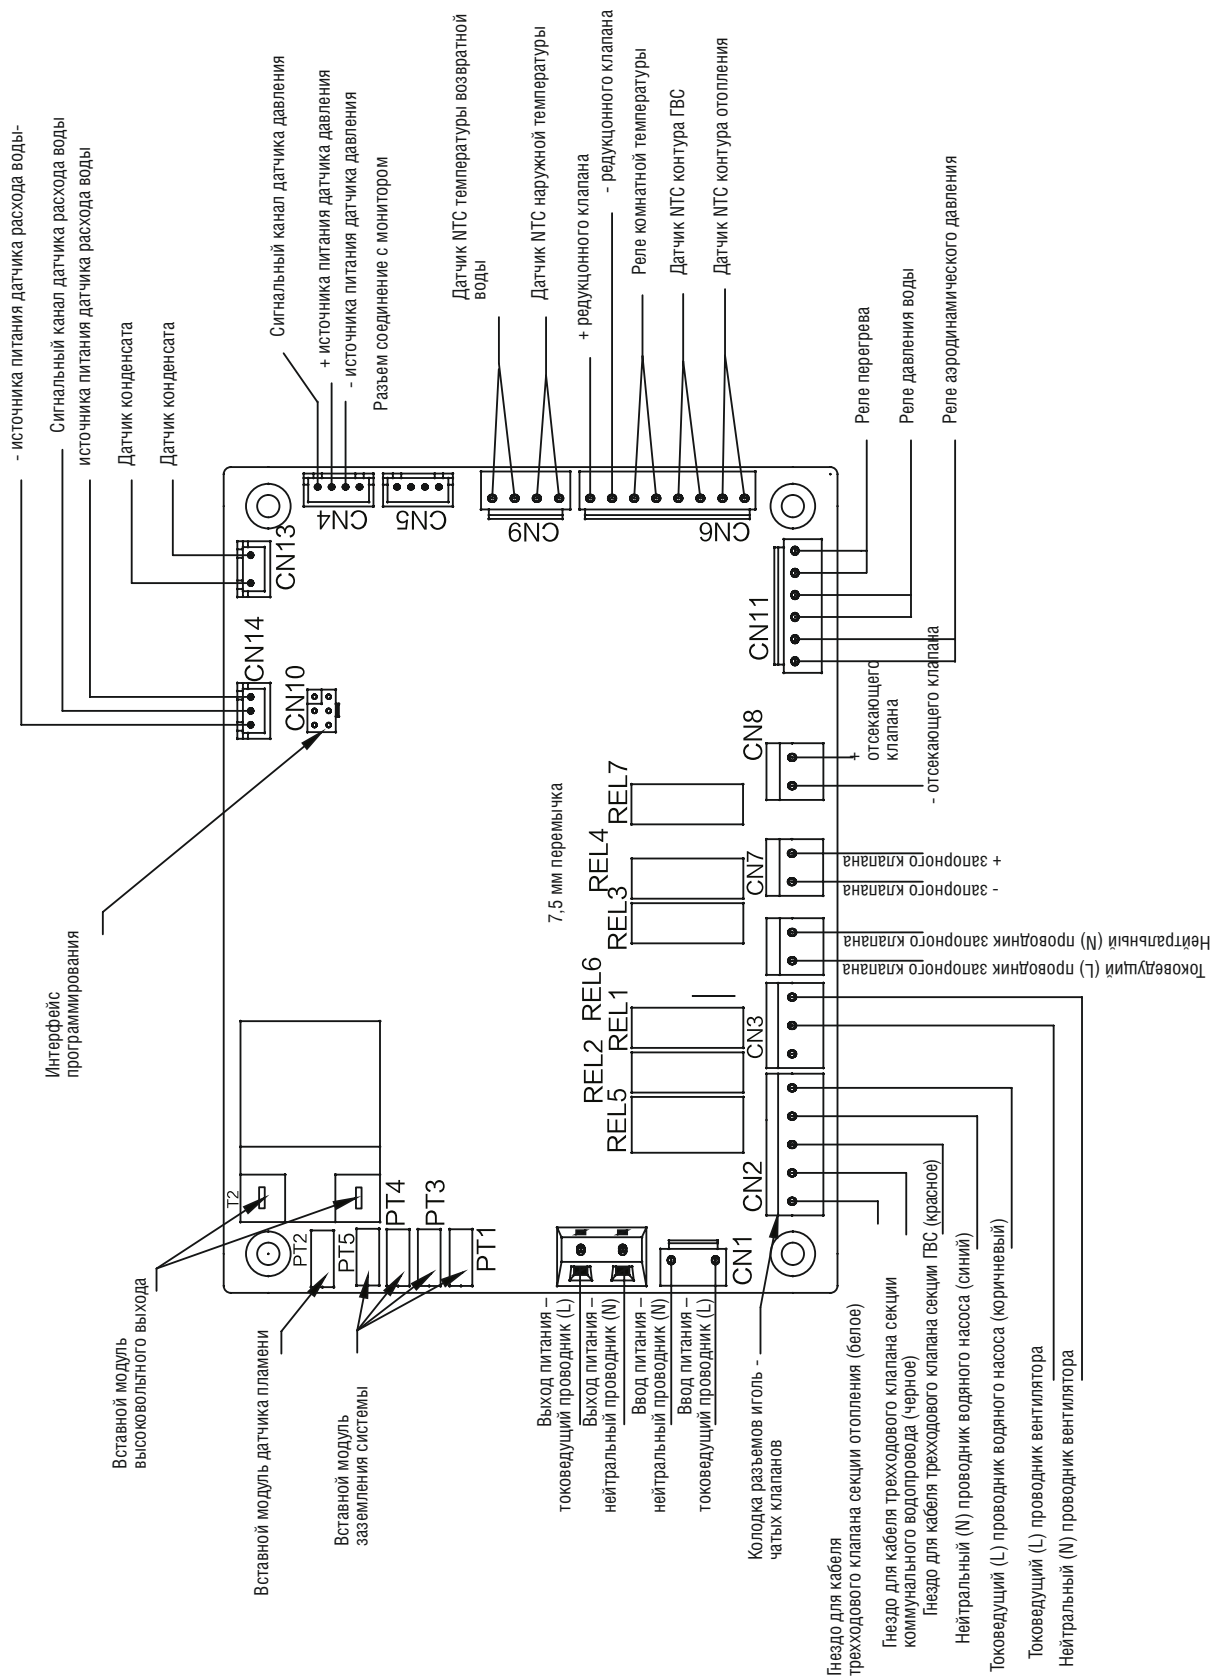 - источника питания датчика расхода воды-
Сигнальный канал датчика расхода воды
источника питания датчика расхода воды
Датчик конденсата
Датчик конденсата
Сигнальный канал датчика давления
+ источника питания датчика давления
- источника питания датчика давления
Разъем соединение с монитором
Датчик NTC температуры возвратной
воды
Датчик NTC наружной температуры
+ редукцонного клапана
- редукцонного клапана
Реле комнатной температуры
Датчик NTC контура ГВС
Датчик NTC контура отопления
Реле перегрева
Реле давления воды
Реле аэродинамического давления
CN13
CN4
CN5
CN9
CN6
CN14
CN10
CN11
CN8
+
отсекающего
клапана
- отсекающего клапана
Интерфейс
программирования
7,5 мм перемычка
REL7
REL4
REL3
REL6
REL1
REL2
REL5
CN7
+ запорного клапана
- запорного клапана
Нейтральный (N) проводник запорного клапана
Токоведущий (L) проводник запорного клапана
CN3
CN2
T2
PT2
PT5
PT4
PT3
PT1
CN1
Вставной модуль
высоковольтного выхода
Вставной модуль датчика пламени
Вставной модуль
заземления системы
Выход питания –
токоведущий проводник (L)
Выход питания –
нейтральный проводник (N)
Ввод питания –
нейтральный проводник (N)
Ввод питания –
токоведущий проводник (L)
Колодка разъемов иголь -
чатых клапанов
Гнездо для кабеля
трехходового клапана секции отопления (белое)
Гнездо для кабеля трехходового клапана секции
коммунального водопровода (черное)
Гнездо для кабеля трехходового клапана секции ГВС (красное)
Нейтральный (N) проводник водяного насоса (синий)
Токоведущий (L) проводник водяного насоса (коричневый)
Токоведущий (L) проводник вентилятора
Нейтральный (N) проводник вентилятора